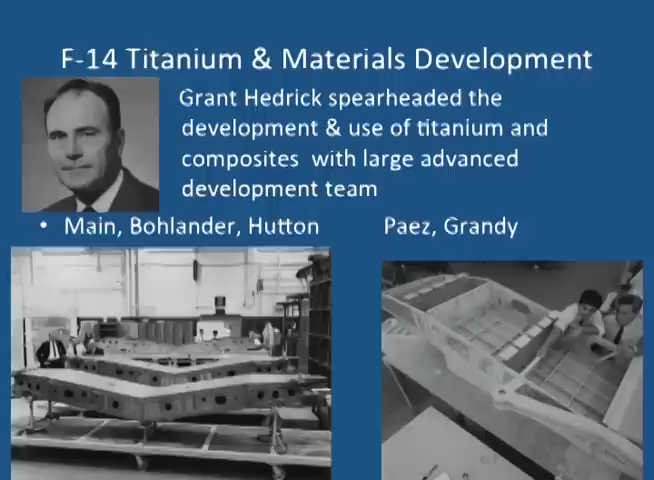 F-14 Titanium & Materials Development
Grant Hedrick spearheaded the
development & use of titanium and
composites with large advanced
development team
• Main, Bohlander, Hutton Paez, Grandy